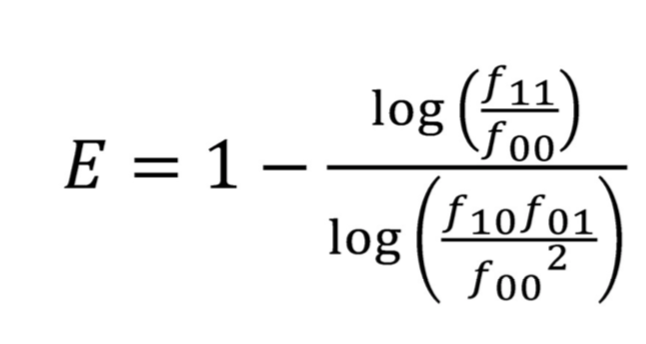 E = 1 − log(f₁₁/f₀₀) / log(f₁₀f₀₁/f₀₀²)